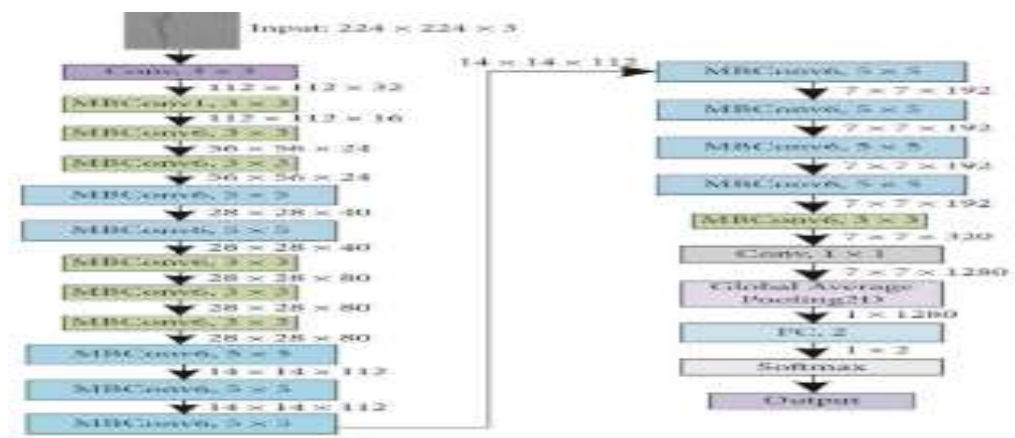 Input: 224 × 224 × 3
Conv, 3 × 3
112 × 112 × 32
MBConv1, 3 × 3
112 × 112 × 16
MBConv6, 3 × 3
56 × 56 × 24
MBConv6, 3 × 3
56 × 56 × 24
MBConv6, 5 × 5
28 × 28 × 40
MBConv6, 5 × 5
28 × 28 × 40
MBConv6, 3 × 3
28 × 28 × 80
MBConv6, 3 × 3
28 × 28 × 80
MBConv6, 3 × 3
28 × 28 × 80
MBConv6, 5 × 5
14 × 14 × 112
MBConv6, 5 × 5
14 × 14 × 112
MBConv6, 5 × 5
14 × 14 × 112
MBConv6, 5 × 5
7 × 7 × 192
MBConv6, 5 × 5
7 × 7 × 192
MBConv6, 5 × 5
7 × 7 × 192
MBConv6, 5 × 5
7 × 7 × 192
MBConv6, 3 × 3
7 × 7 × 320
Conv, 1 × 1
7 × 7 × 1280
Global Average
Pooling2D
1 × 1280
FC, 2
1 × 2
Softmax
Output